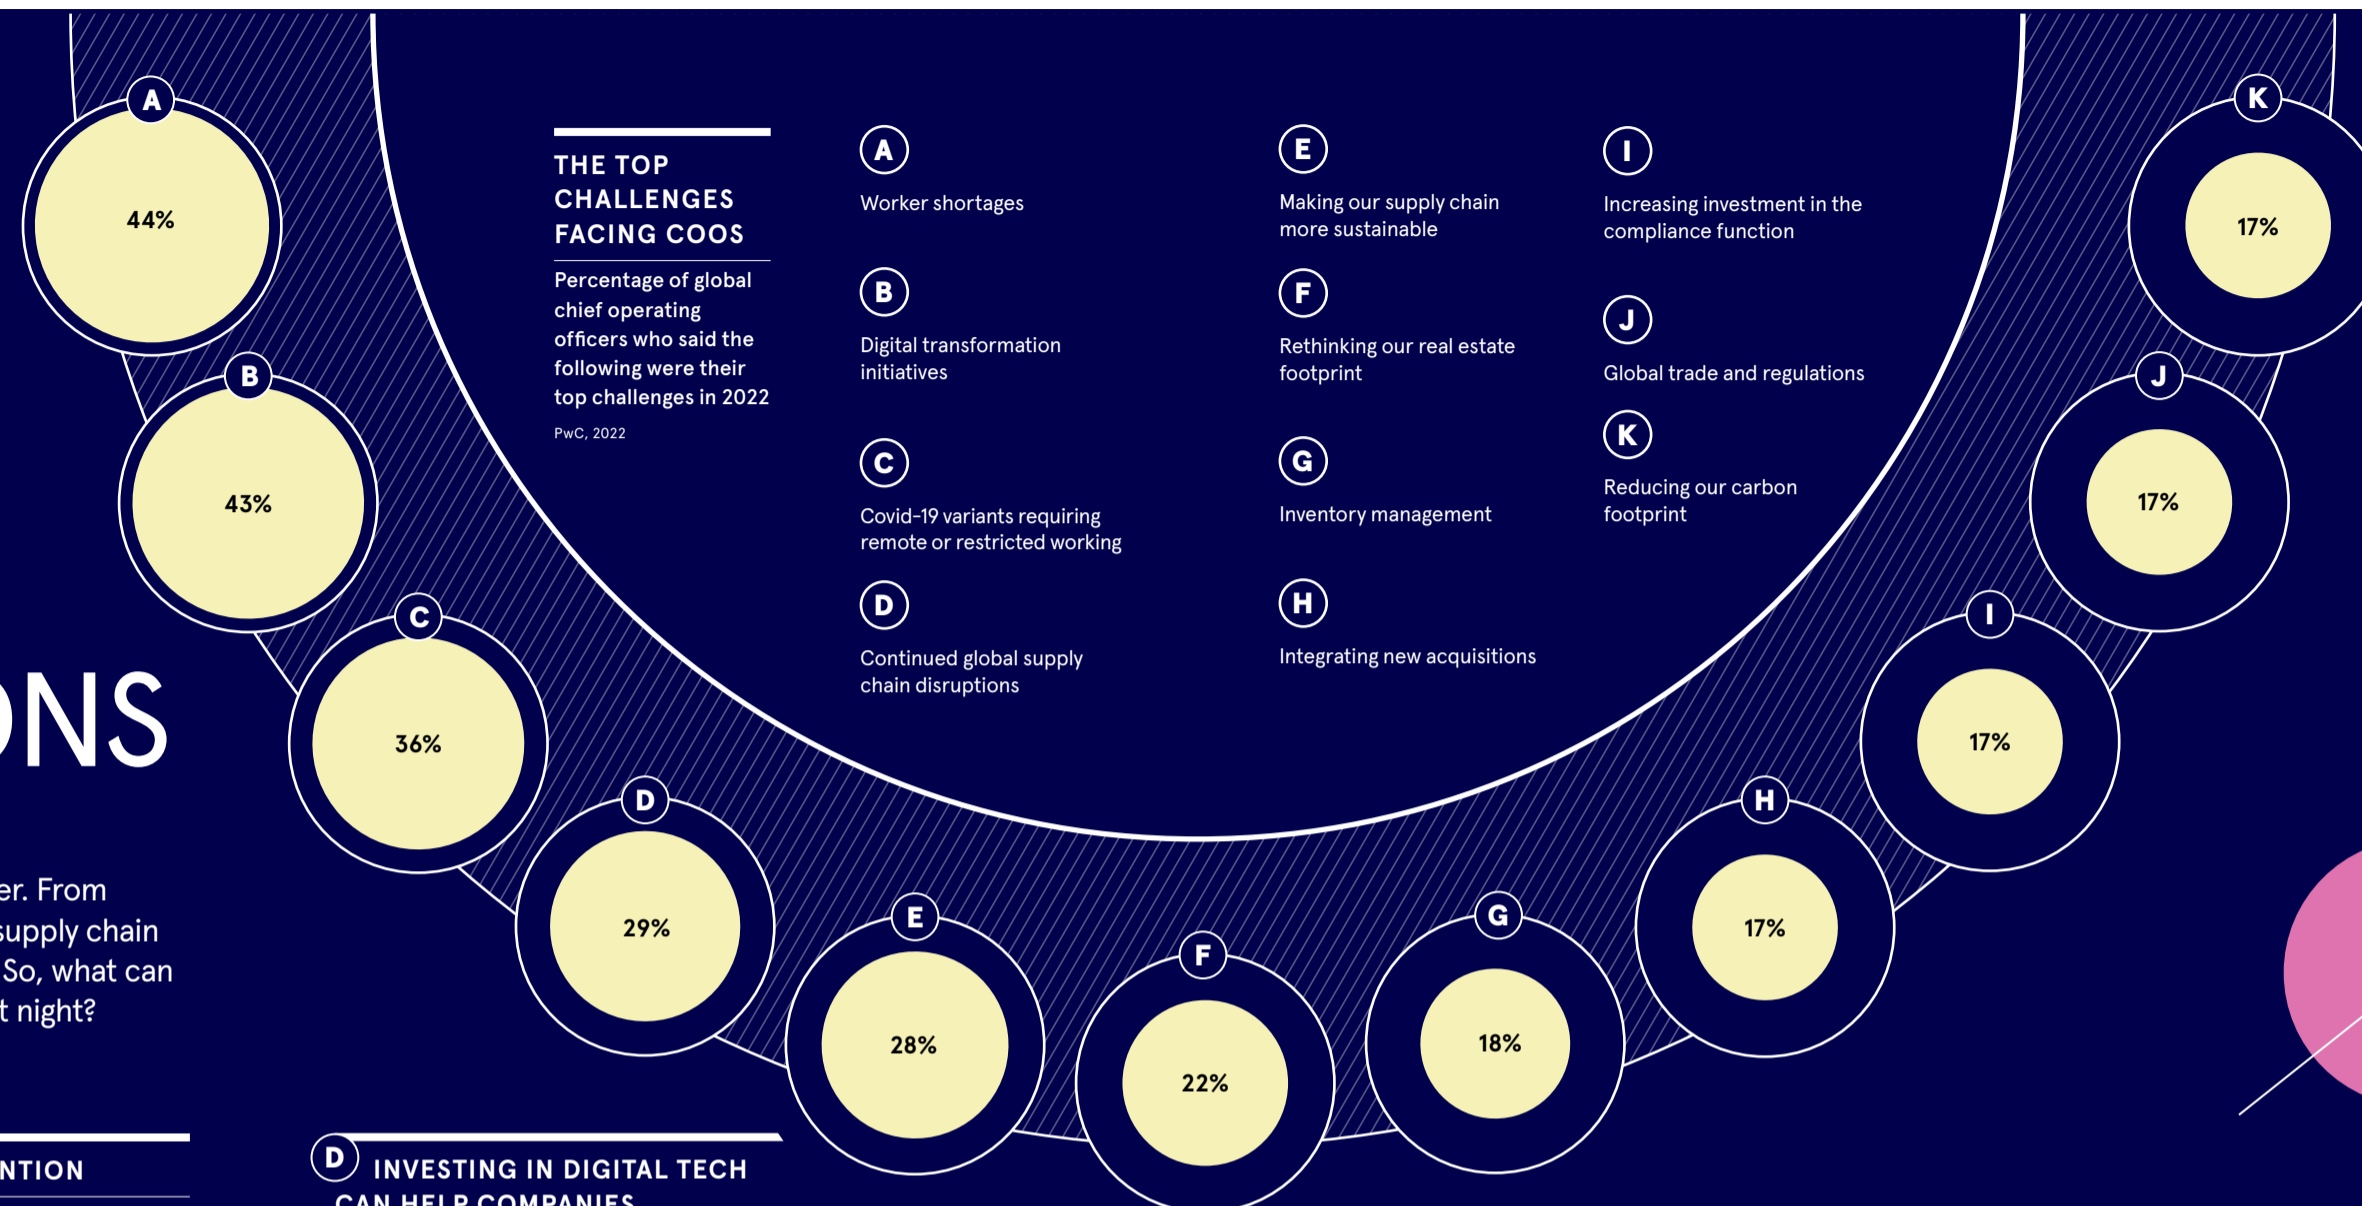 THE TOP
CHALLENGES
FACING COOS
Percentage of global
chief operating
officers who said the
following were their
top challenges in 2022
PwC, 2022
A
Worker shortages
B
Digital transformation
initiatives
C
Covid-19 variants requiring
remote or restricted working
D
Continued global supply
chain disruptions
E
Making our supply chain
more sustainable
F
Rethinking our real estate
footprint
G
Inventory management
H
Integrating new acquisitions
I
Increasing investment in the
compliance function
J
Global trade and regulations
K
Reducing our carbon
footprint
A
44%
B
43%
C
36%
D
29%
E
28%
F
22%
G
18%
H
17%
I
17%
J
17%
K
17%
ONS
er. From
supply chain
So, what can
t night?
NTION
D
INVESTING IN DIGITAL TECH
CAN HELP COMPANIES